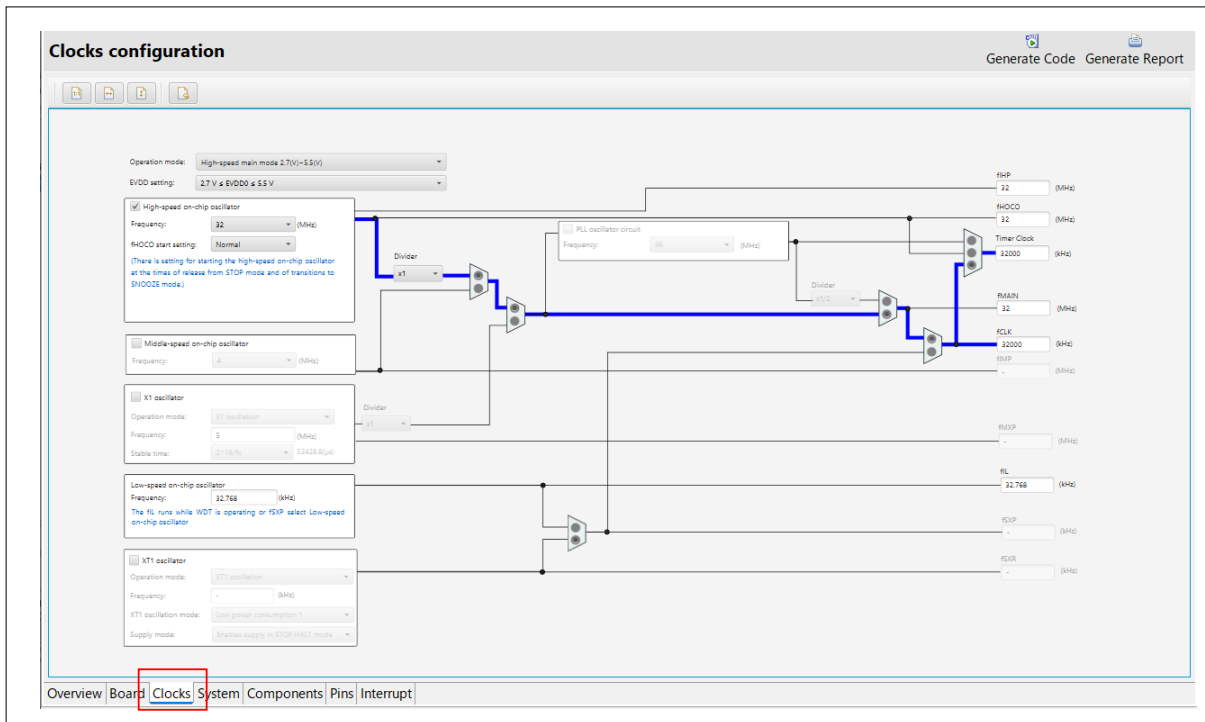 Clocks configuration
Generate Code Generate Report
Operation mode: High-speed main mode 2.7(V)~5.5(V)
EVDD setting: 2.7 V ≤ EVDD0 ≤ 5.5 V
High-speed on-chip oscillator
Frequency: 32 (MHz)
fHOCO start setting: Normal
(There is setting for starting the high-speed on-chip oscillator
at the times of release from STOP mode and of transitions to
SNOOZE mode.)
Divider
x1
PLL oscillator circuit
Frequency: 96 (MHz)
Divider
x1/2
fIHP
32 (MHz)
fHOCO
32 (MHz)
Timer Clock
32000 (kHz)
fMAIN
32 (MHz)
fCLK
32000 (kHz)
fIMP
- (MHz)
Middle-speed on-chip oscillator
Frequency: 4 (MHz)
X1 oscillator
Operation mode: X1 oscillation
Frequency: 5 (MHz)
Stable time: 2^18/fx 52428.8(μs)
Divider
x1
fMXP
- (MHz)
Low-speed on-chip oscillator
Frequency: 32.768 (kHz)
The fIL runs while WDT is operating or fSXP select Low-speed
on-chip oscillator
fIL
32.768 (kHz)
fSXP
- (kHz)
fSXR
- (kHz)
XT1 oscillator
Operation mode: XT1 oscillation
Frequency: - (kHz)
XT1 oscillation mode: Low power consumption 1
Supply mode: Enables supply in STOP,HALT mode
Overview Board Clocks System Components Pins Interrupt